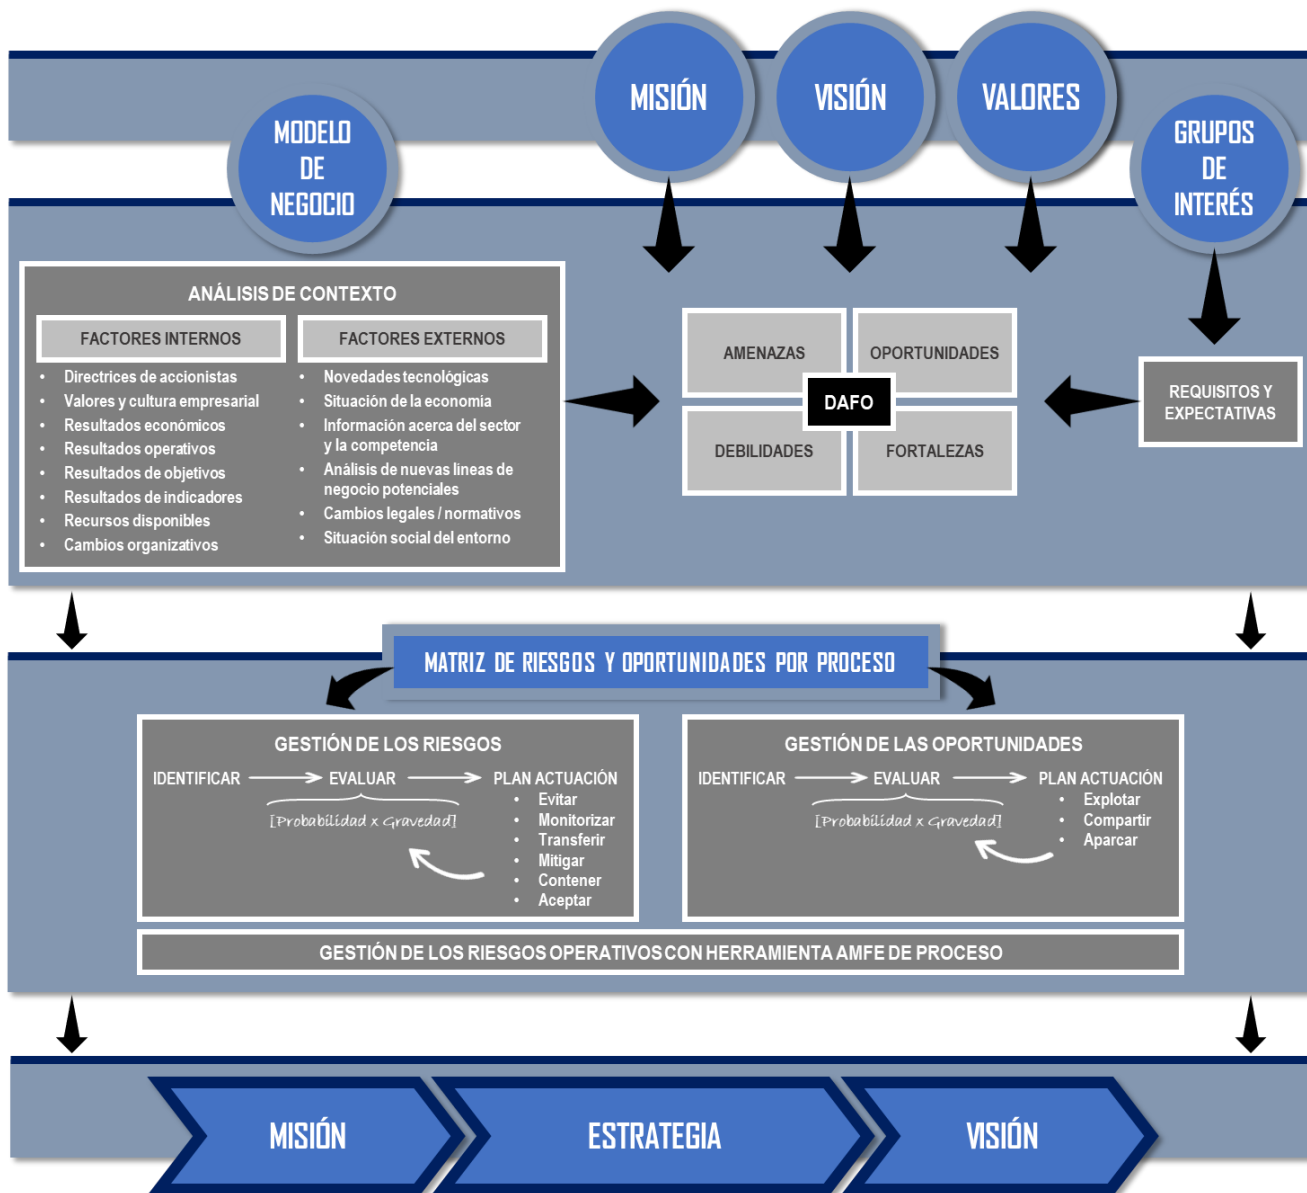 MISIÓN
VISIÓN
VALORES
MODELO
DE
NEGOCIO
GRUPOS
DE
INTERÉS
ANÁLISIS DE CONTEXTO
FACTORES INTERNOS
• Directrices de accionistas
• Valores y cultura empresarial
• Resultados económicos
• Resultados operativos
• Resultados de objetivos
• Resultados de indicadores
• Recursos disponibles
• Cambios organizativos
FACTORES EXTERNOS
• Novedades tecnológicas
• Situación de la economía
• Información acerca del sector
y la competencia
• Análisis de nuevas líneas de
negocio potenciales
• Cambios legales / normativos
• Situación social del entorno
AMENAZAS
OPORTUNIDADES
DAFO
DEBILIDADES
FORTALEZAS
REQUISITOS Y
EXPECTATIVAS
MATRIZ DE RIESGOS Y OPORTUNIDADES POR PROCESO
GESTIÓN DE LOS RIESGOS
IDENTIFICAR
EVALUAR
PLAN ACTUACIÓN
[Probabilidad x Gravedad]
• Evitar
• Monitorizar
• Transferir
• Mitigar
• Contener
• Aceptar
GESTIÓN DE LAS OPORTUNIDADES
IDENTIFICAR
EVALUAR
PLAN ACTUACIÓN
[Probabilidad x Gravedad]
• Explotar
• Compartir
• Aparcar
GESTIÓN DE LOS RIESGOS OPERATIVOS CON HERRAMIENTA AMFE DE PROCESO
MISIÓN
ESTRATEGIA
VISIÓN